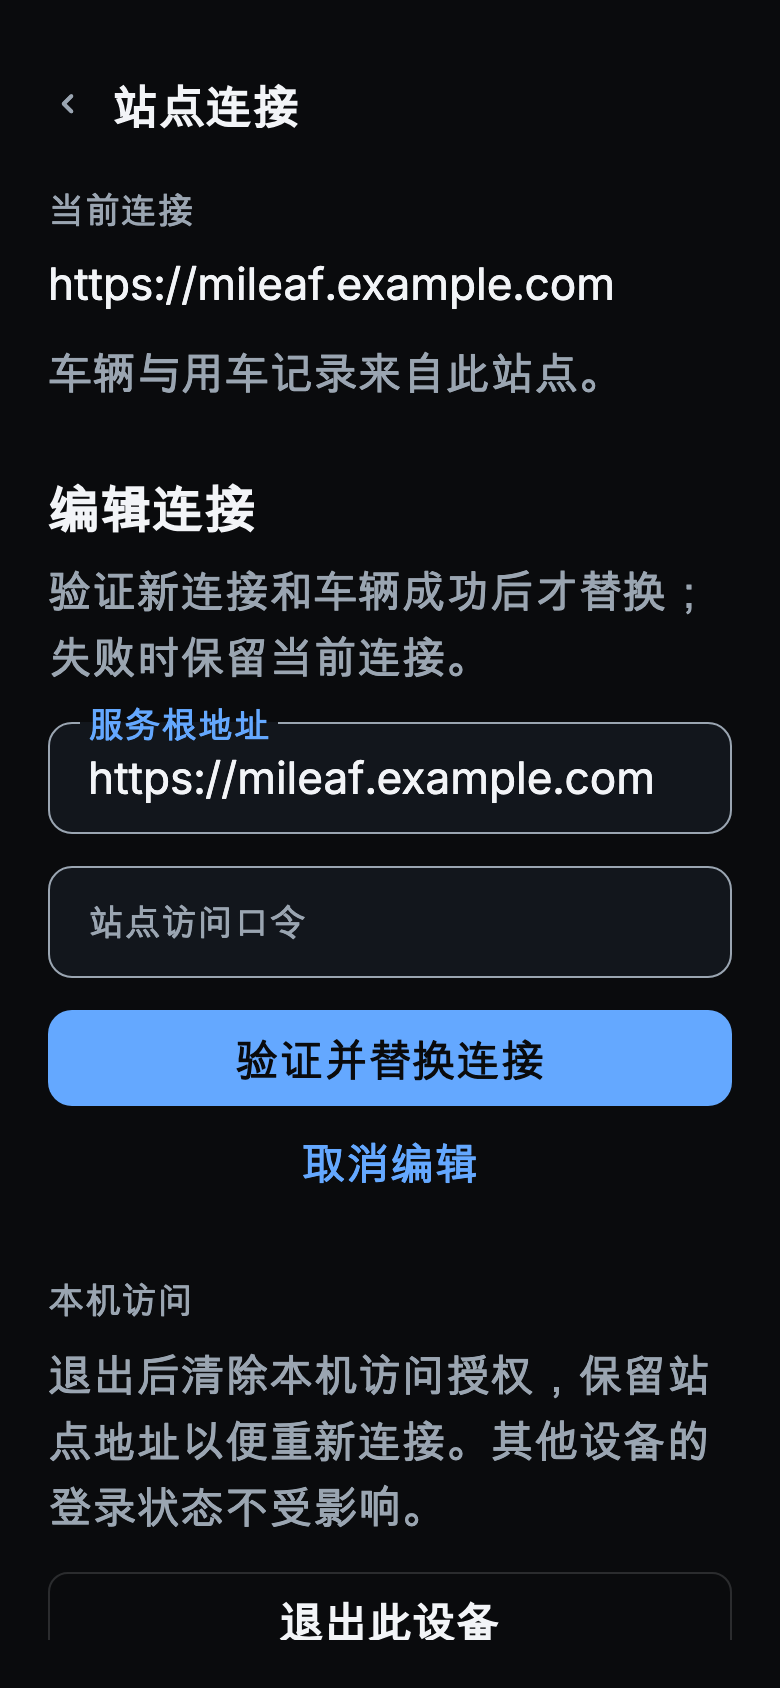 站点连接
当前连接
https://mileaf.example.com
车辆与用车记录来自此站点。
编辑连接
验证新连接和车辆成功后才替换；
失败时保留当前连接。
服务根地址
https://mileaf.example.com
站点访问口令
验证并替换连接
取消编辑
本机访问
退出后清除本机访问授权，保留站
点地址以便重新连接。其他设备的
登录状态不受影响。
退出此设备